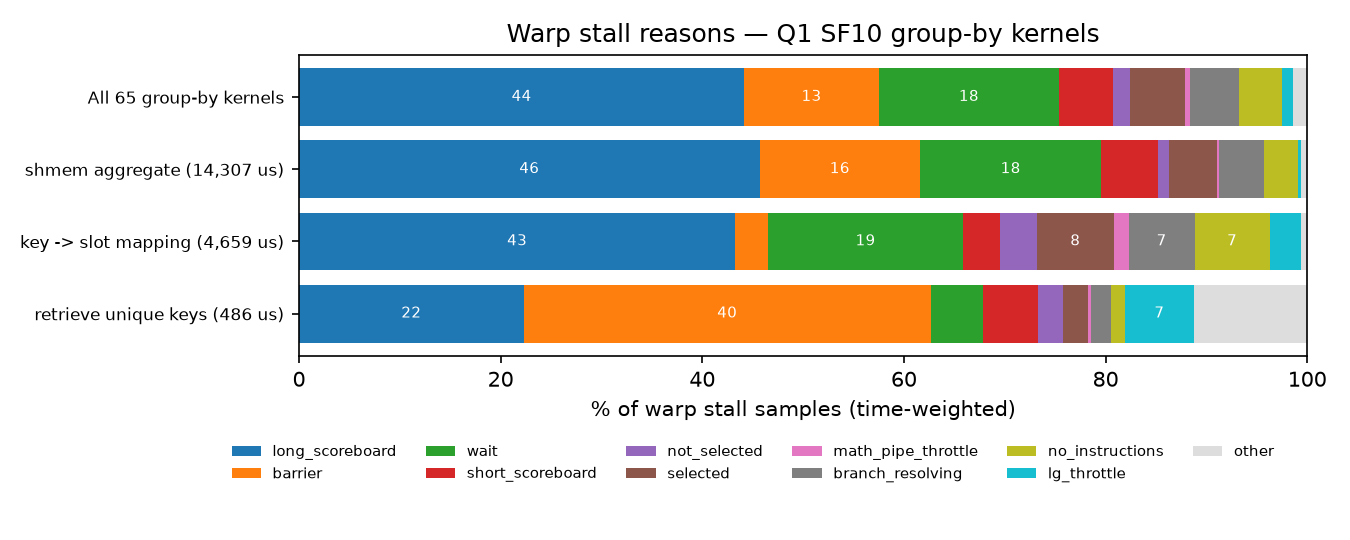 Warp stall reasons — Q1 SF10 group-by kernels
All 65 group-by kernels
44
13
18
shmem aggregate (14,307 us)
46
16
18
key -> slot mapping (4,659 us)
43
19
8
7
7
retrieve unique keys (486 us)
22
40
7
0
20
40
60
80
100
% of warp stall samples (time-weighted)
long_scoreboard
barrier
wait
short_scoreboard
not_selected
selected
math_pipe_throttle
branch_resolving
no_instructions
lg_throttle
other